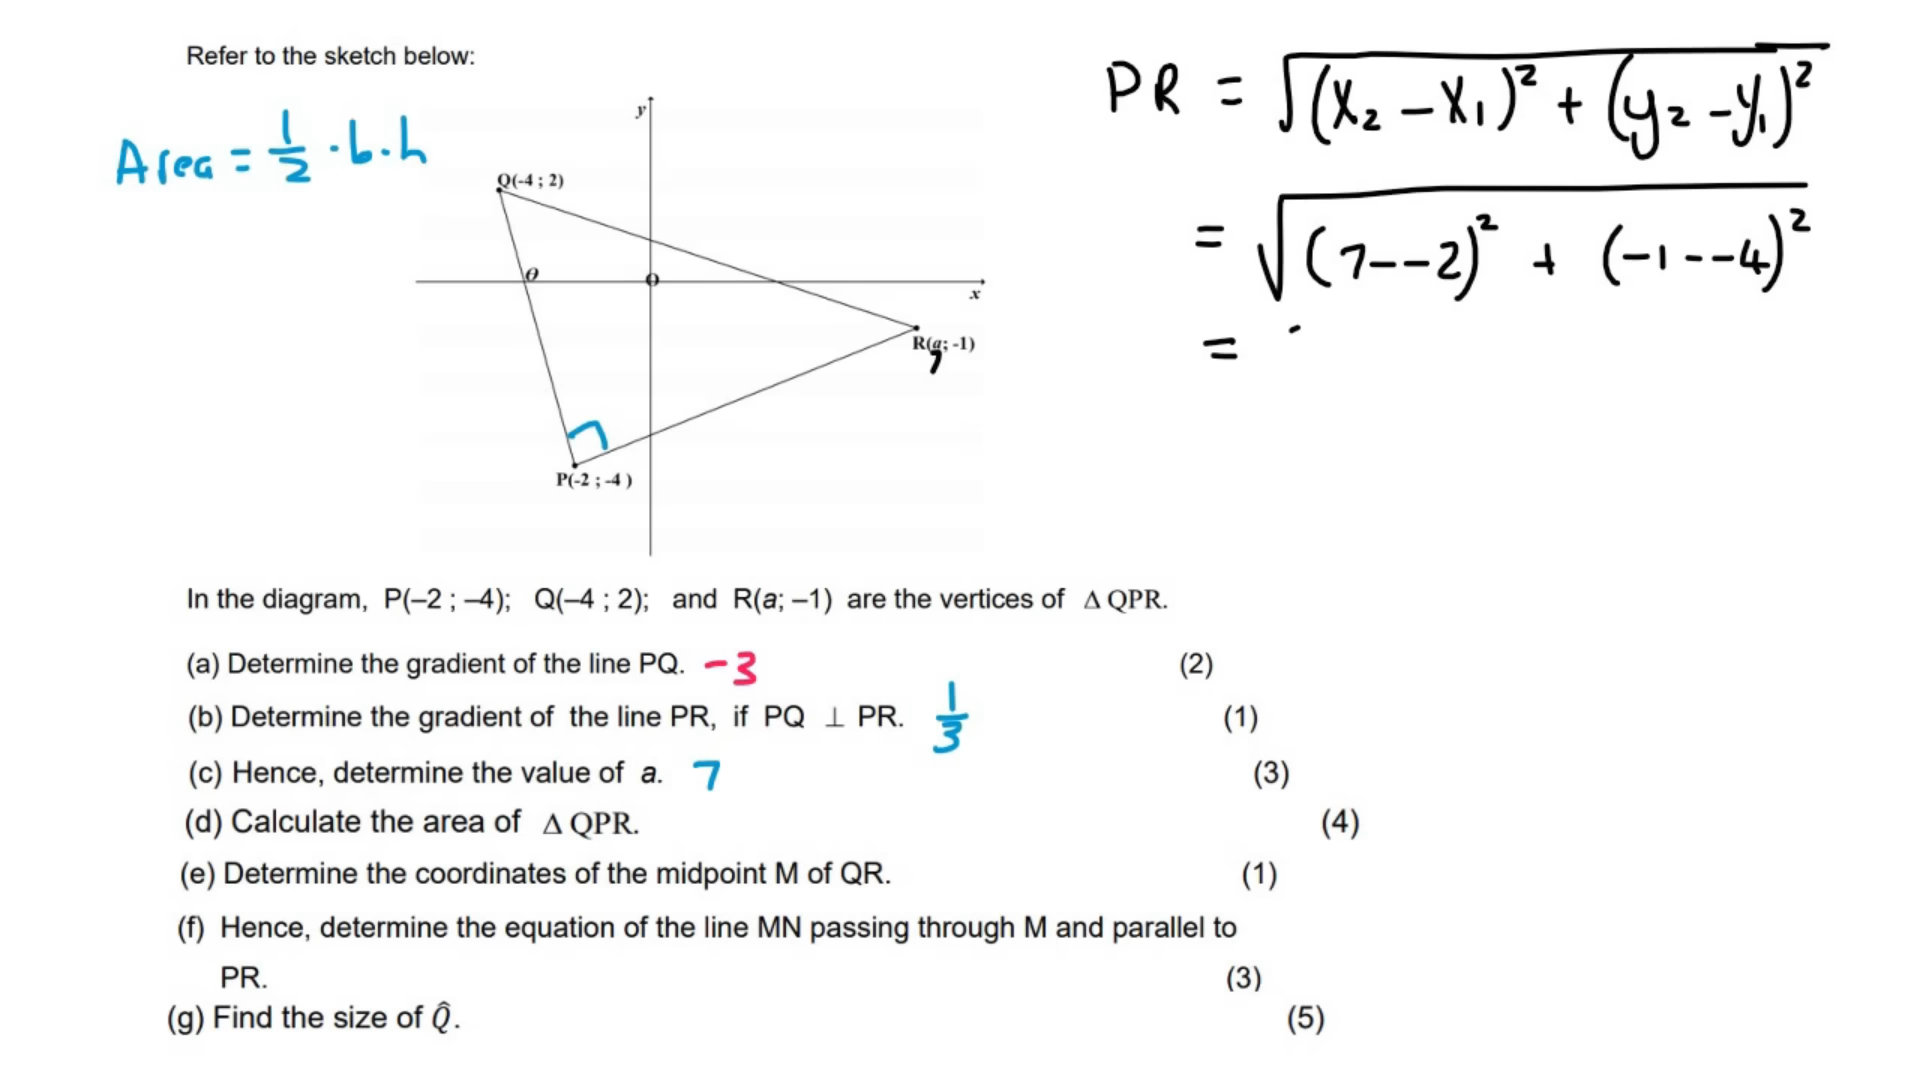 Refer to the sketch below:
Area = 1/2 · b · h
y
Q(-4 ; 2)
θ
O
x
R(a; -1)
7
P(-2 ; -4 )
PR = √(x₂ − x₁)² + (y₂ − y₁)²
= √(7--2)² + (-1--4)²
=
In the diagram, P(–2 ; –4); Q(–4 ; 2); and R(a; –1) are the vertices of Δ QPR.
(a) Determine the gradient of the line PQ. -3 (2)
(b) Determine the gradient of the line PR, if PQ ⊥ PR. 1/3 (1)
(c) Hence, determine the value of a. 7 (3)
(d) Calculate the area of Δ QPR. (4)
(e) Determine the coordinates of the midpoint M of QR. (1)
(f) Hence, determine the equation of the line MN passing through M and parallel to
PR. (3)
(g) Find the size of Q̂. (5)